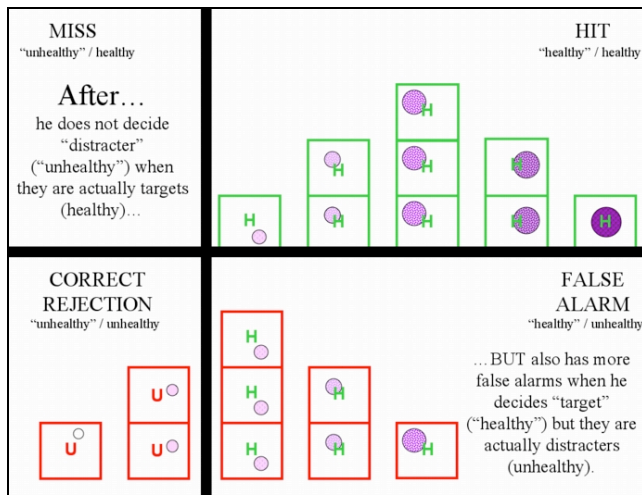 MISS
“unhealthy” / healthy
After…
he does not decide
“distracter”
(“unhealthy”) when
they are actually targets
(healthy)…
HIT
“healthy” / healthy
H
H H H
H H H H H
CORRECT
REJECTION
“unhealthy” / unhealthy
U
U U
FALSE
ALARM
“healthy” / unhealthy
H
H H
H H H
…BUT also has more
false alarms when he
decides “target”
(“healthy”) but they are
actually distracters
(unhealthy).